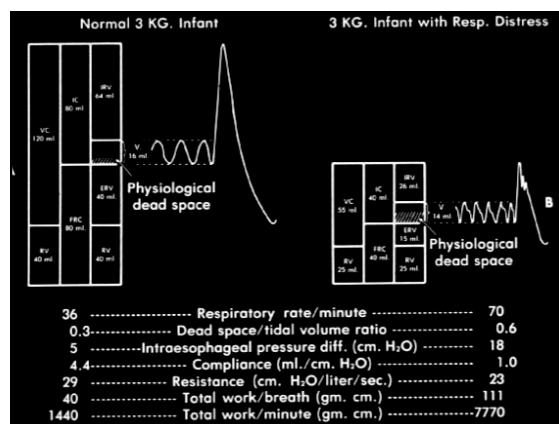 Normal 3 KG. Infant
3 KG. Infant with Resp. Distress
VC
120 ml.
IC
80 ml.
IRV
64 ml.
V
16 ml.
A
Physiological
dead space
ERV
40 ml.
FRC
80 ml.
RV
40 ml.
RV
40 ml.
VC
55 ml
IC
40 ml.
IRV
26 ml.
V
14 ml.
B
ERV
15 ml.
FRC
40 ml.
Physiological
dead space
RV
25 ml.
RV
25 ml.
36 Respiratory rate/minute 70
0.3 Dead space/tidal volume ratio 0.6
5 Intraesophageal pressure diff. (cm. H₂O) 18
4.4 Compliance (ml./cm. H₂O) 1.0
29 Resistance (cm. H₂O/liter/sec.) 23
40 Total work/breath (gm. cm.) 111
1440 Total work/minute (gm. cm.) 7770